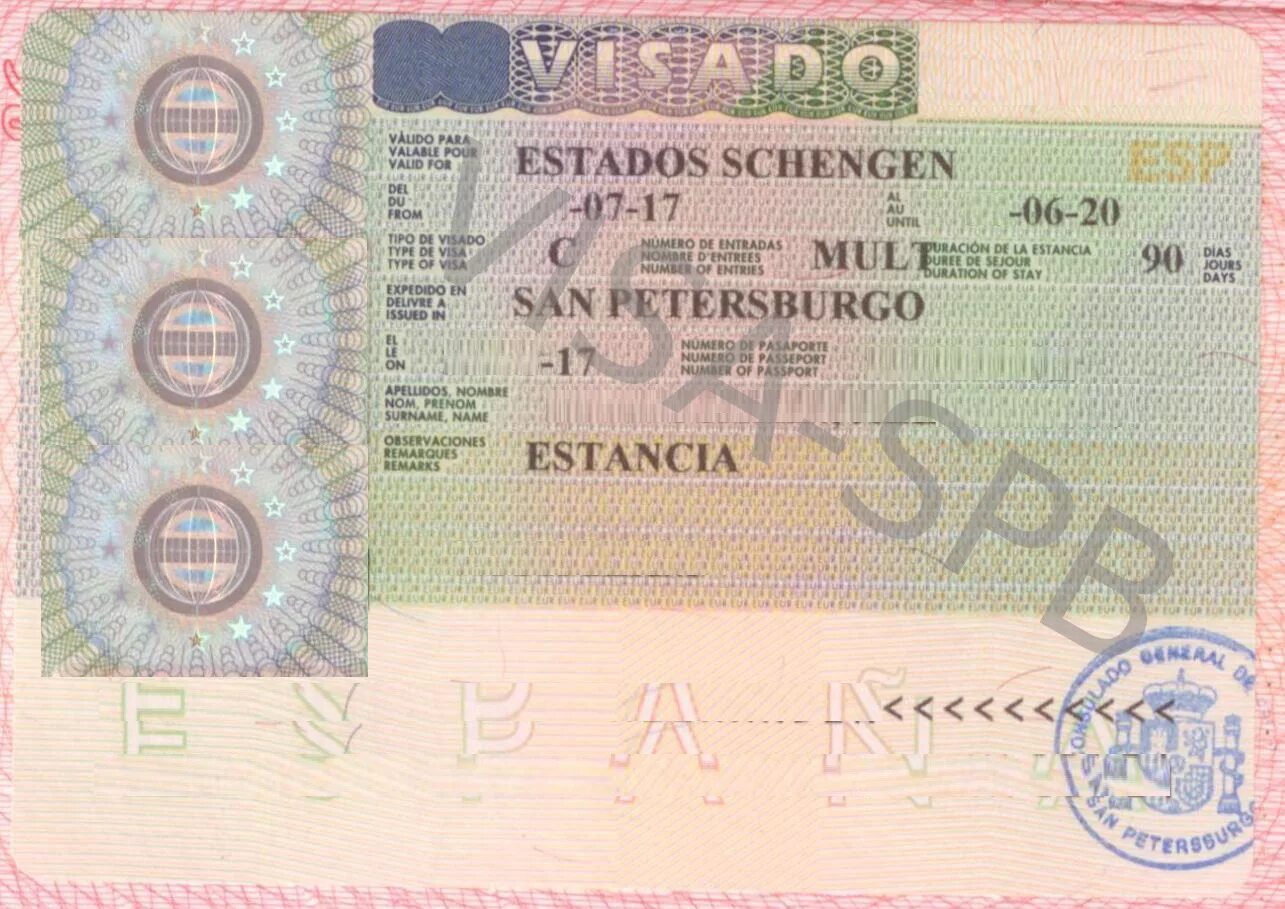 VISADO
VÁLIDO PARA
VALABLE POUR
VALID FOR
ESTADOS SCHENGEN
ESP
DEL
DU
FROM
-07-17
AL
AU
UNTIL
-06-20
TIPO DE VISADO
TYPE DE VISA
TYPE OF VISA
C
NÚMERO DE ENTRADAS
NOMBRE D'ENTREES
NUMBER OF ENTRIES
MULT
DURACIÓN DE LA ESTANCIA
DUREE DE SEJOUR
DURATION OF STAY
90
DIAS
JOURS
DAYS
EXPEDIDO EN
DELIVRE A
ISSUED IN
SAN PETERSBURGO
EL
LE
ON
-17
NÚMERO DE PASAPORTE
NUMÉRO DE PASSEPORT
NUMBER OF PASSPORT
APELLIDOS, NOMBRE
NOM, PRENOM
SURNAME, NAME
OBSERVACIONES
REMARQUES
REMARKS
ESTANCIA
VISA-SPB
<<<<<<<<<<
CONSULADO GENERAL DE
SAN PETERSBURGO